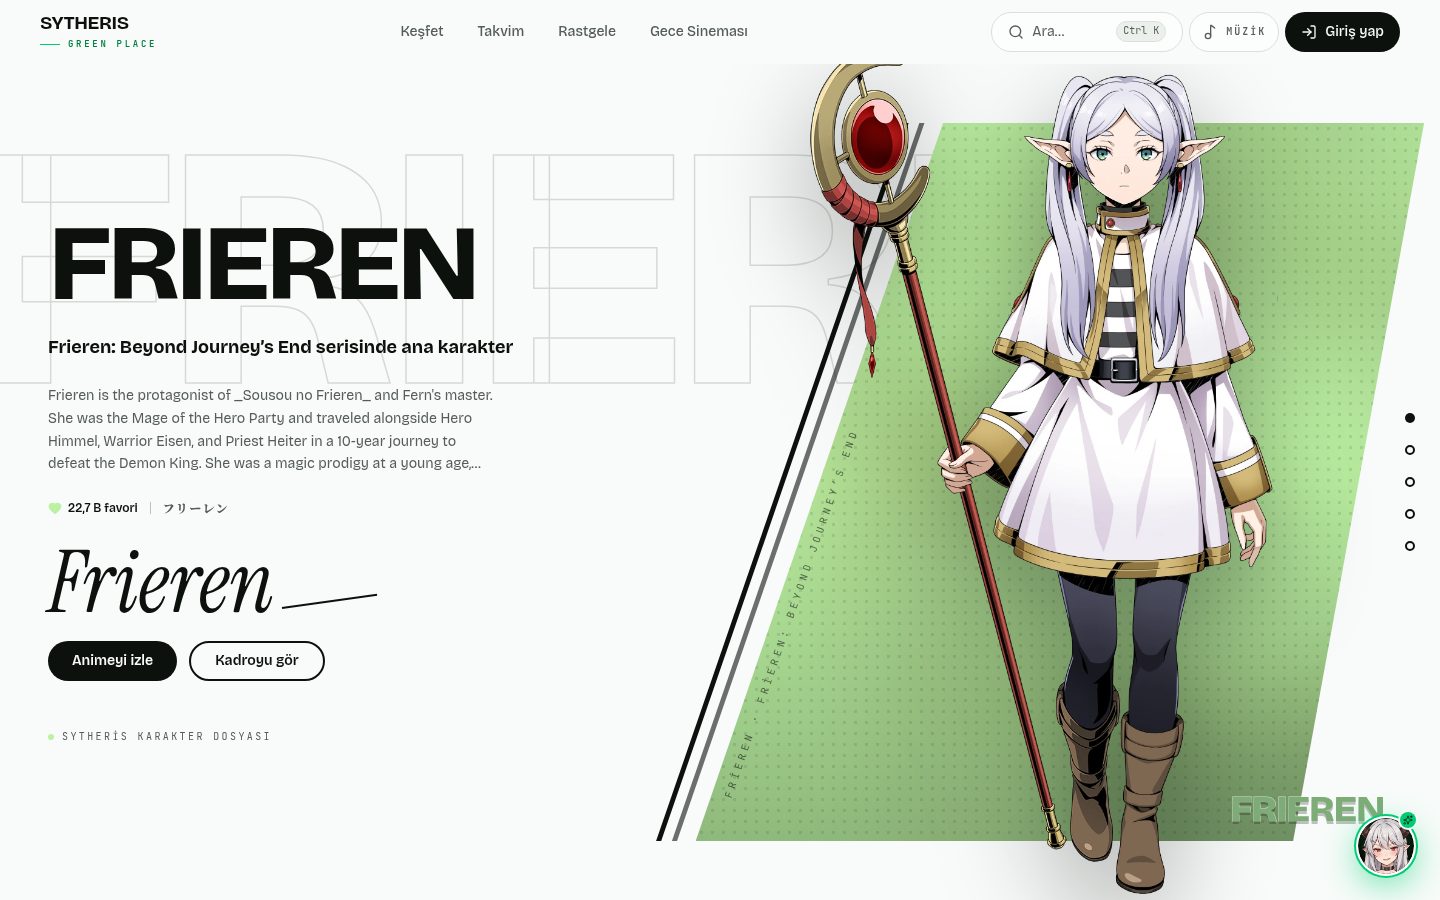 SYTHERIS
GREEN PLACE
Keşfet
Takvim
Rastgele
Gece Sineması
Ara...
Ctrl K
MÜZİK
Giriş yap
FRIEREN
FRIEREN
Frieren: Beyond Journey's End serisinde ana karakter
Frieren is the protagonist of _Sousou no Frieren_ and Fern's master.
She was the Mage of the Hero Party and traveled alongside Hero
Himmel, Warrior Eisen, and Priest Heiter in a 10-year journey to
defeat the Demon King. She was a magic prodigy at a young age,...
22,7 B favori
フリーレン
Frieren
Animeyi izle
Kadroyu gör
SYTHERİS KARAKTER DOSYASI
FRİEREN · FRİEREN: BEYOND JOURNEY'S END
FRIEREN